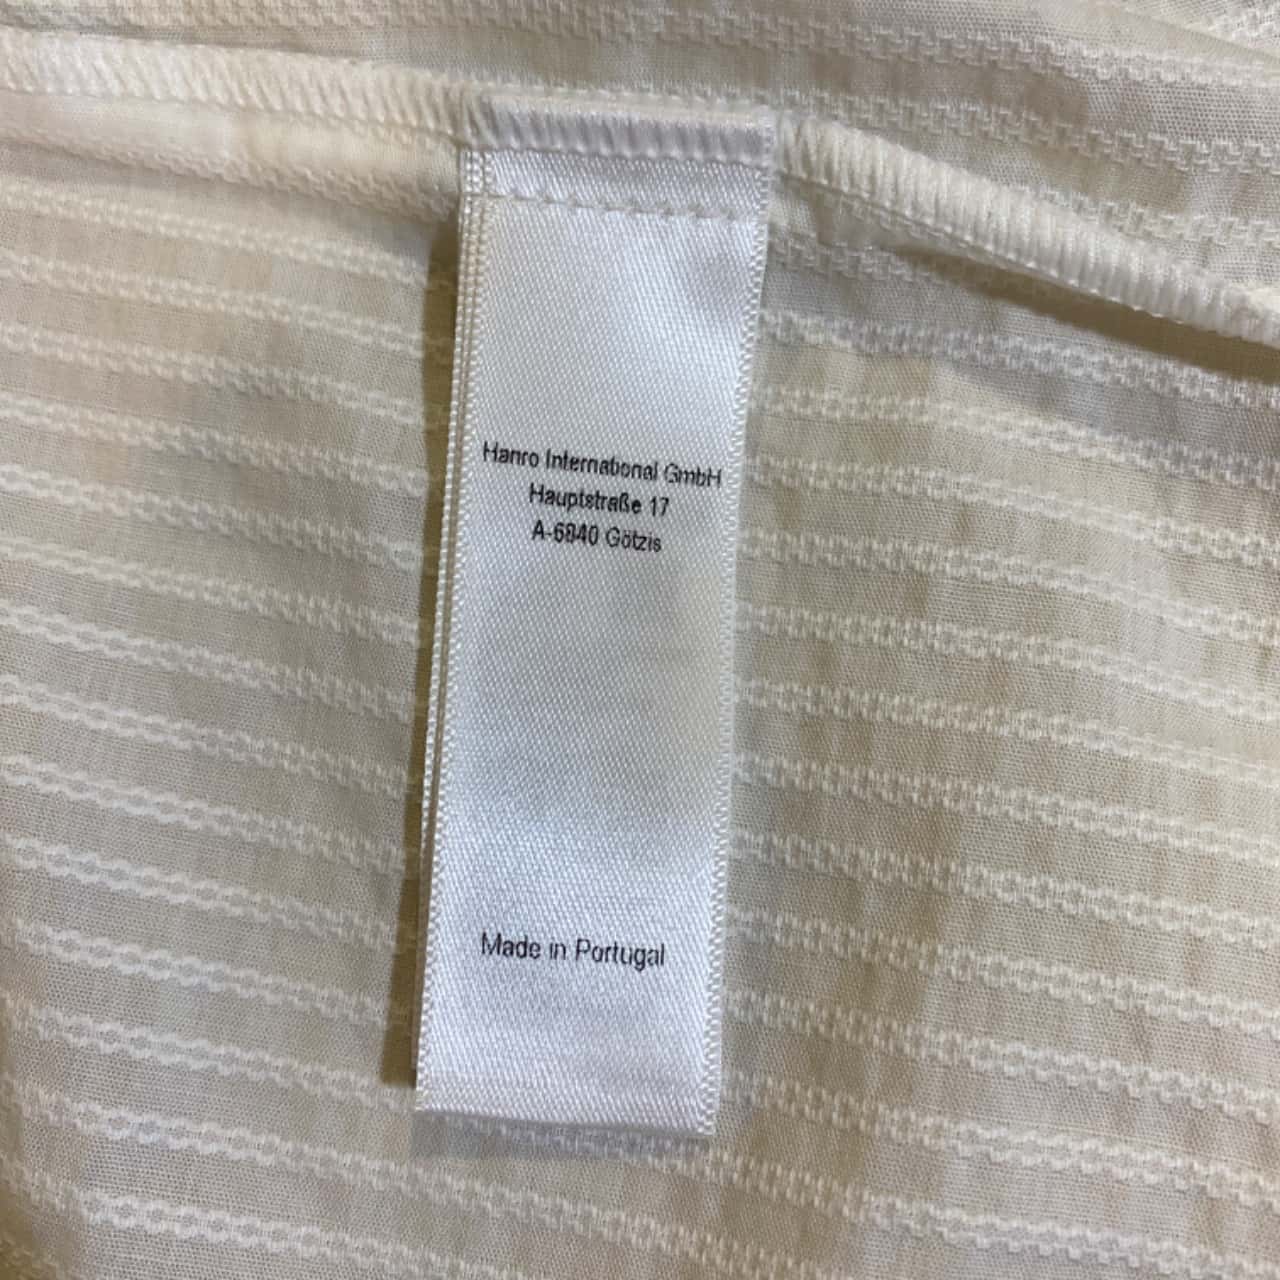 Hanro International GmbH
Hauptstraße 17
A-6840 Götzis
Made in Portugal